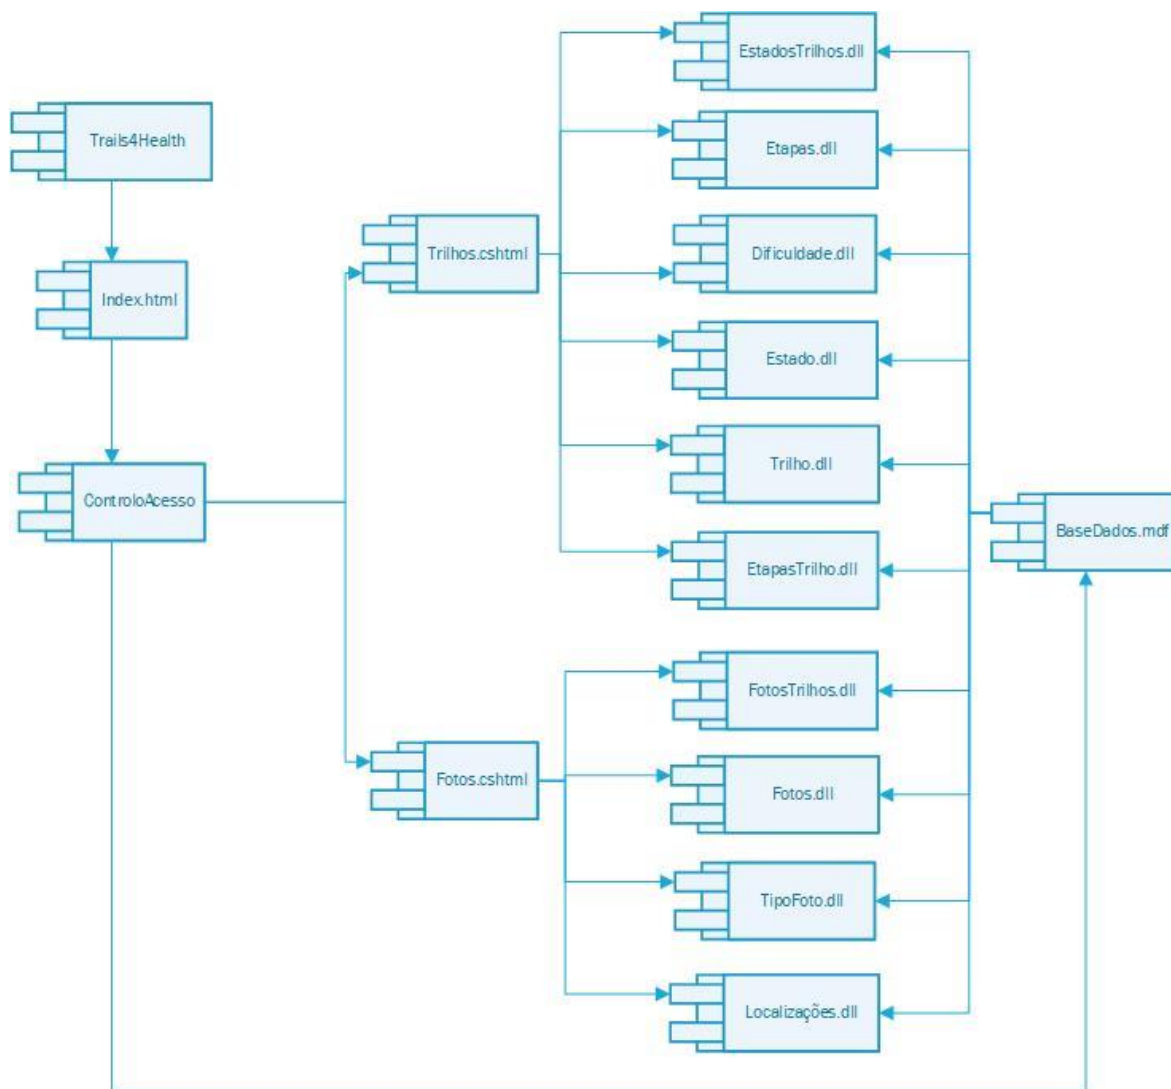 Trails4Health
Index.html
ControloAcesso
Trilhos.cshtml
Fotos.cshtml
EstadosTrilhos.dll
Etapas.dll
Dificuldade.dll
Estado.dll
Trilho.dll
EtapasTrilho.dll
FotosTrilhos.dll
Fotos.dll
TipoFoto.dll
Localizações.dll
BaseDados.mdf